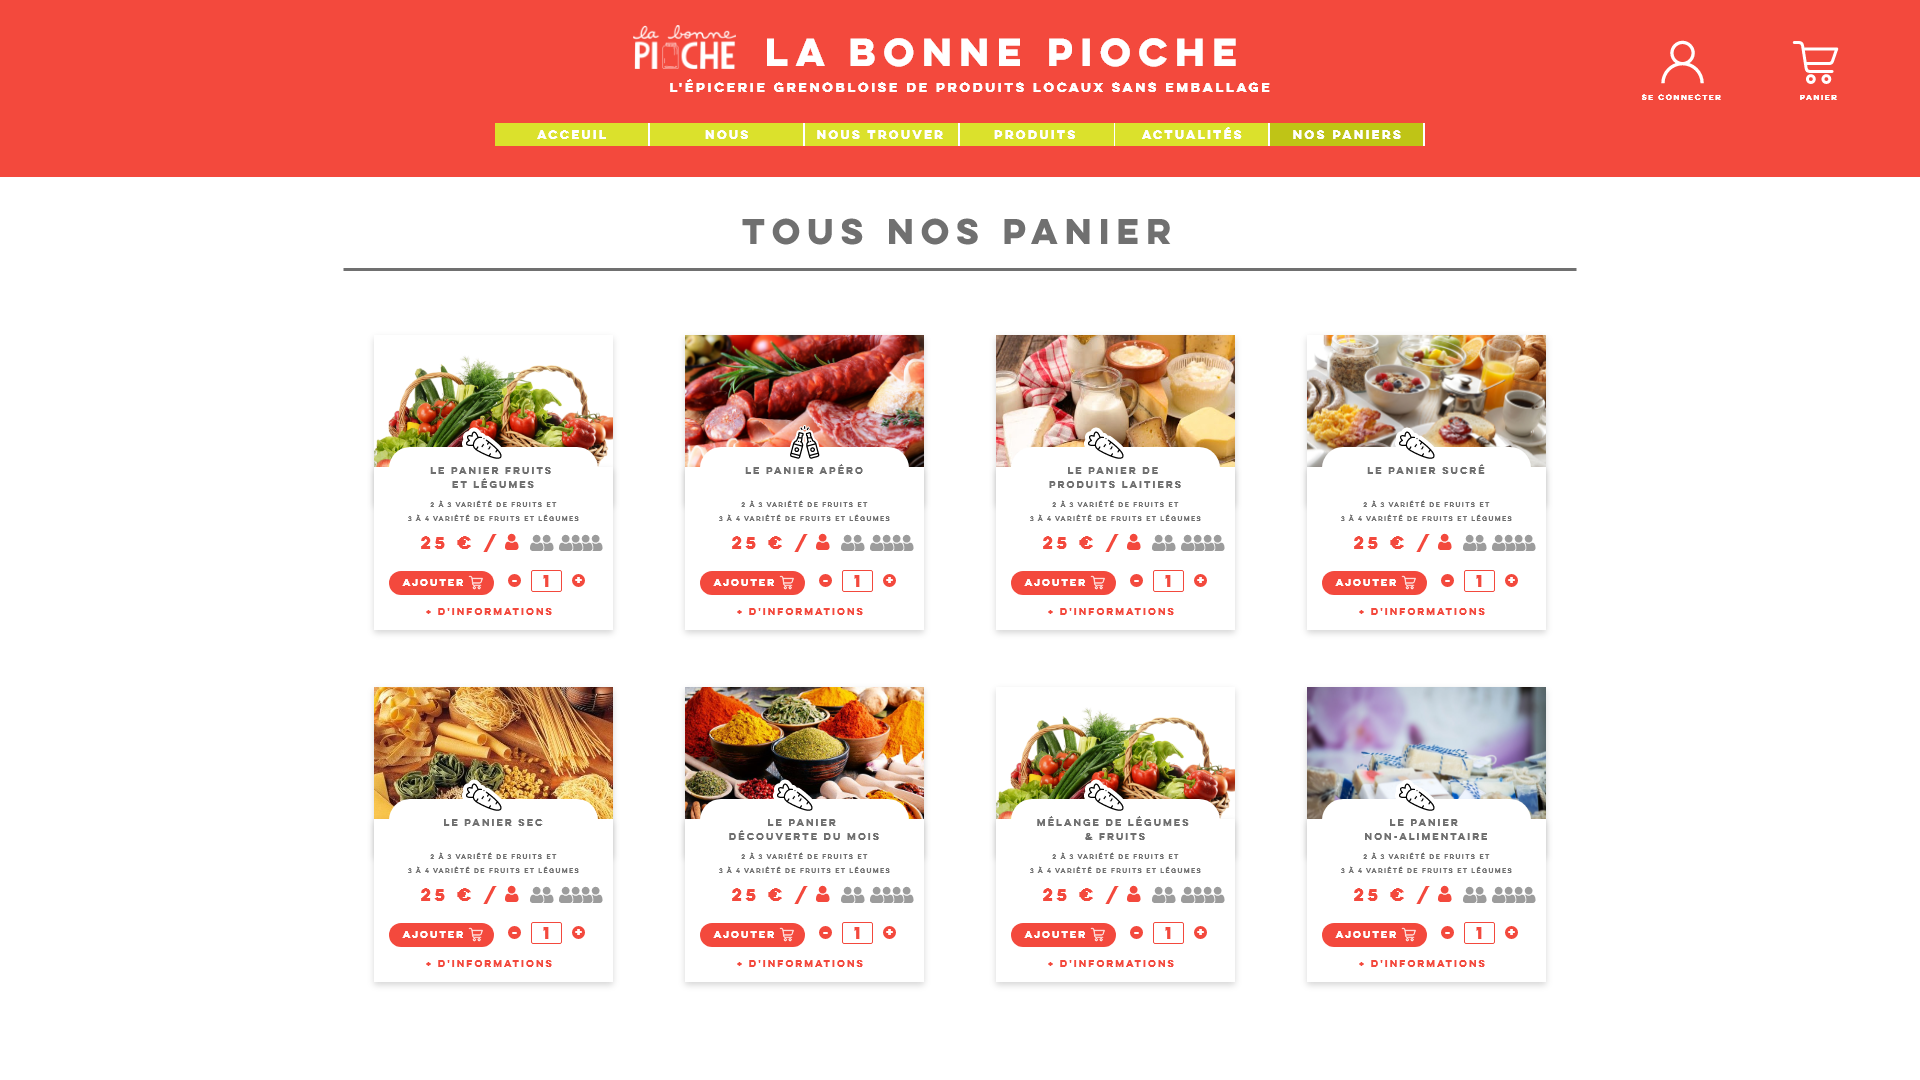 la bonne
PIOCHE
LA BONNE PIOCHE
L'ÉPICERIE GRENOBLOISE DE PRODUITS LOCAUX SANS EMBALLAGE
SE CONNECTER
PANIER
ACCEUIL
NOUS
NOUS TROUVER
PRODUITS
ACTUALITÉS
NOS PANIERS
TOUS NOS PANIER
LE PANIER FRUITS
ET LÉGUMES
2 À 3 VARIÉTÉ DE FRUITS ET
3 À 4 VARIÉTÉ DE FRUITS ET LÉGUMES
25 € /
AJOUTER
- 1 +
+ D'INFORMATIONS
LE PANIER APÉRO
2 À 3 VARIÉTÉ DE FRUITS ET
3 À 4 VARIÉTÉ DE FRUITS ET LÉGUMES
25 € /
AJOUTER
- 1 +
+ D'INFORMATIONS
LE PANIER DE
PRODUITS LAITIERS
2 À 3 VARIÉTÉ DE FRUITS ET
3 À 4 VARIÉTÉ DE FRUITS ET LÉGUMES
25 € /
AJOUTER
- 1 +
+ D'INFORMATIONS
LE PANIER SUCRÉ
2 À 3 VARIÉTÉ DE FRUITS ET
3 À 4 VARIÉTÉ DE FRUITS ET LÉGUMES
25 € /
AJOUTER
- 1 +
+ D'INFORMATIONS
LE PANIER SEC
2 À 3 VARIÉTÉ DE FRUITS ET
3 À 4 VARIÉTÉ DE FRUITS ET LÉGUMES
25 € /
AJOUTER
- 1 +
+ D'INFORMATIONS
LE PANIER
DÉCOUVERTE DU MOIS
2 À 3 VARIÉTÉ DE FRUITS ET
3 À 4 VARIÉTÉ DE FRUITS ET LÉGUMES
25 € /
AJOUTER
- 1 +
+ D'INFORMATIONS
MÉLANGE DE LÉGUMES
& FRUITS
2 À 3 VARIÉTÉ DE FRUITS ET
3 À 4 VARIÉTÉ DE FRUITS ET LÉGUMES
25 € /
AJOUTER
- 1 +
+ D'INFORMATIONS
LE PANIER
NON-ALIMENTAIRE
2 À 3 VARIÉTÉ DE FRUITS ET
3 À 4 VARIÉTÉ DE FRUITS ET LÉGUMES
25 € /
AJOUTER
- 1 +
+ D'INFORMATIONS